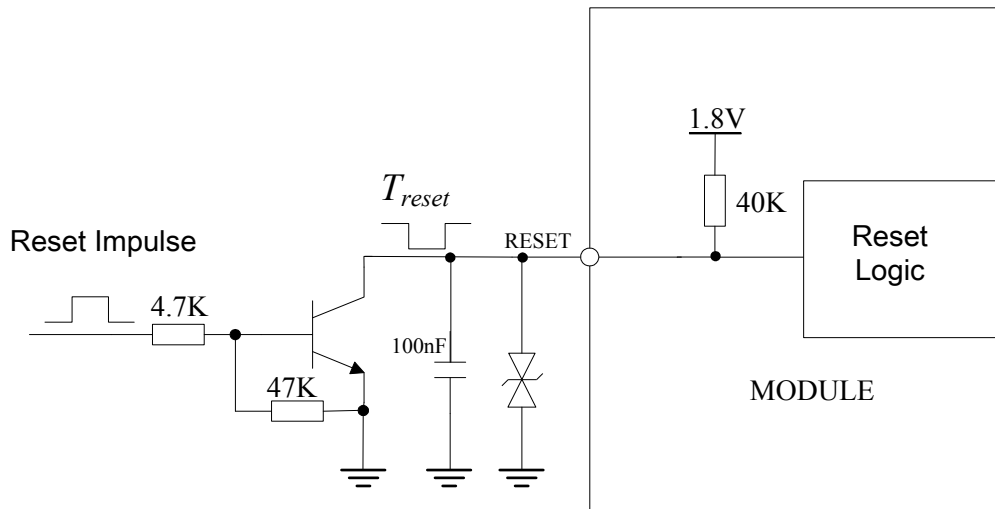 1.8V
40K
Reset
Logic
T_reset
RESET
Reset Impulse
4.7K
100nF
47K
MODULE